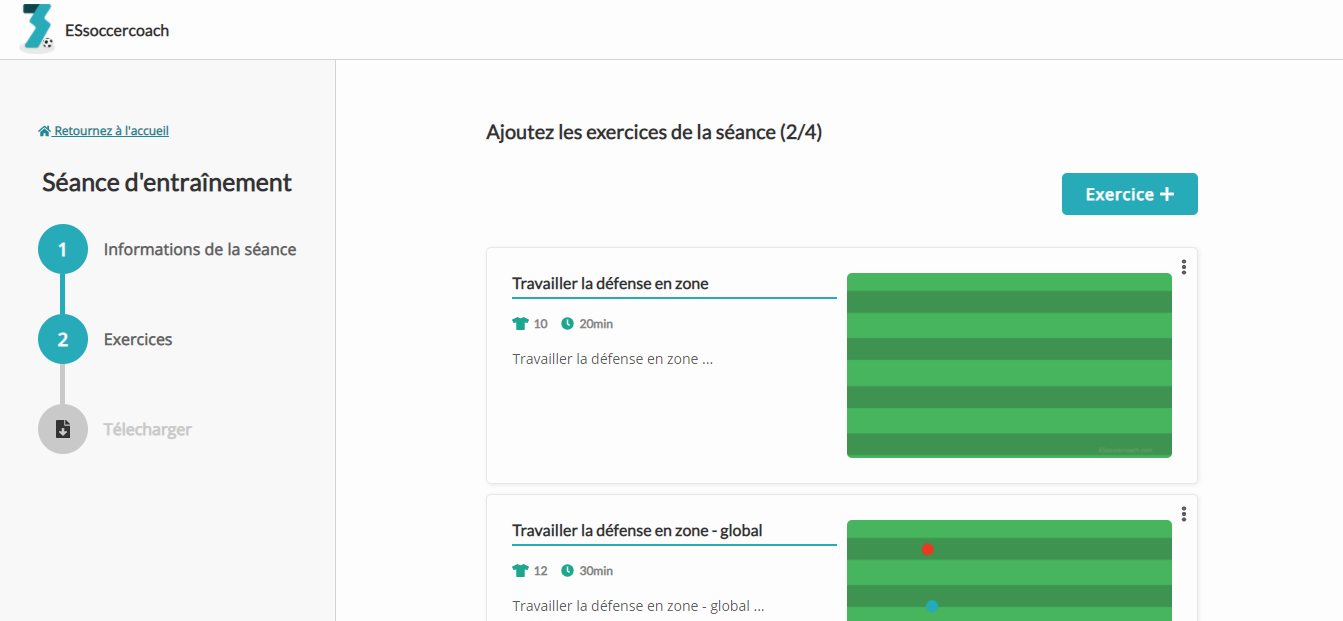 ESsoccercoach
Retournez à l'accueil
Séance d'entraînement
1 Informations de la séance
2 Exercices
Télecharger
Ajoutez les exercices de la séance (2/4)
Exercice +
Travailler la défense en zone
10 20min
Travailler la défense en zone ...
Travailler la défense en zone - global
12 30min
Travailler la défense en zone - global ...